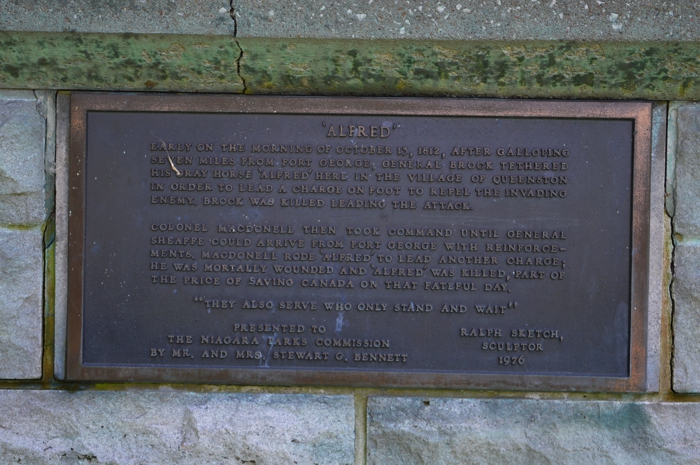 "ALFRED"
EARLY ON THE MORNING OF OCTOBER 13, 1812, AFTER GALLOPING
SEVEN MILES FROM FORT GEORGE, GENERAL BROCK TETHERED
HIS GRAY HORSE 'ALFRED' HERE IN THE VILLAGE OF QUEENSTON
IN ORDER TO LEAD A CHARGE ON FOOT TO REPEL THE INVADING
ENEMY. BROCK WAS KILLED LEADING THE ATTACK.
COLONEL MACDONELL THEN TOOK COMMAND UNTIL GENERAL
SHEAFFE COULD ARRIVE FROM FORT GEORGE WITH REINFORCE-
MENTS. MACDONELL RODE 'ALFRED' TO LEAD ANOTHER CHARGE;
HE WAS MORTALLY WOUNDED AND 'ALFRED' WAS KILLED, PART OF
THE PRICE OF SAVING CANADA ON THAT FATEFUL DAY.
"THEY ALSO SERVE WHO ONLY STAND AND WAIT"
PRESENTED TO
THE NIAGARA PARKS COMMISSION
BY MR. AND MRS. STEWART G. BENNETT
RALPH SKETCH,
SCULPTOR
1976